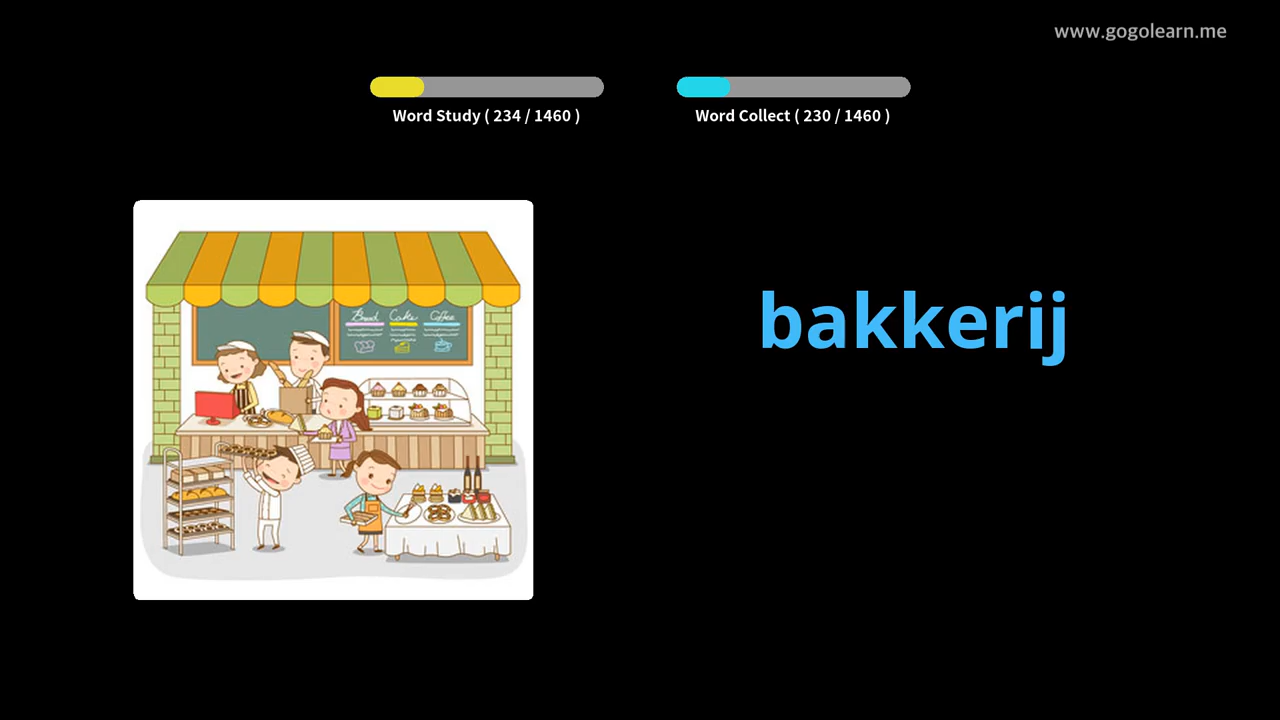 www.gogolearn.me
Word Study ( 234 / 1460 )
Word Collect ( 230 / 1460 )
Bread Cake Coffee
bakkerij